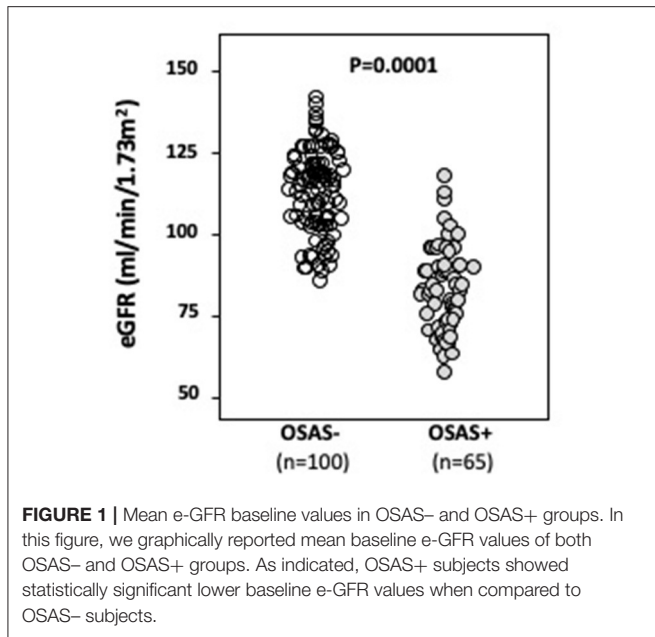 P=0.0001
150
125
100
75
50
eGFR (ml/min/1.73m²)
OSAS- OSAS+
(n=100) (n=65)
FIGURE 1 | Mean e-GFR baseline values in OSAS– and OSAS+ groups. In
this figure, we graphically reported mean baseline e-GFR values of both
OSAS– and OSAS+ groups. As indicated, OSAS+ subjects showed
statistically significant lower baseline e-GFR values when compared to
OSAS– subjects.